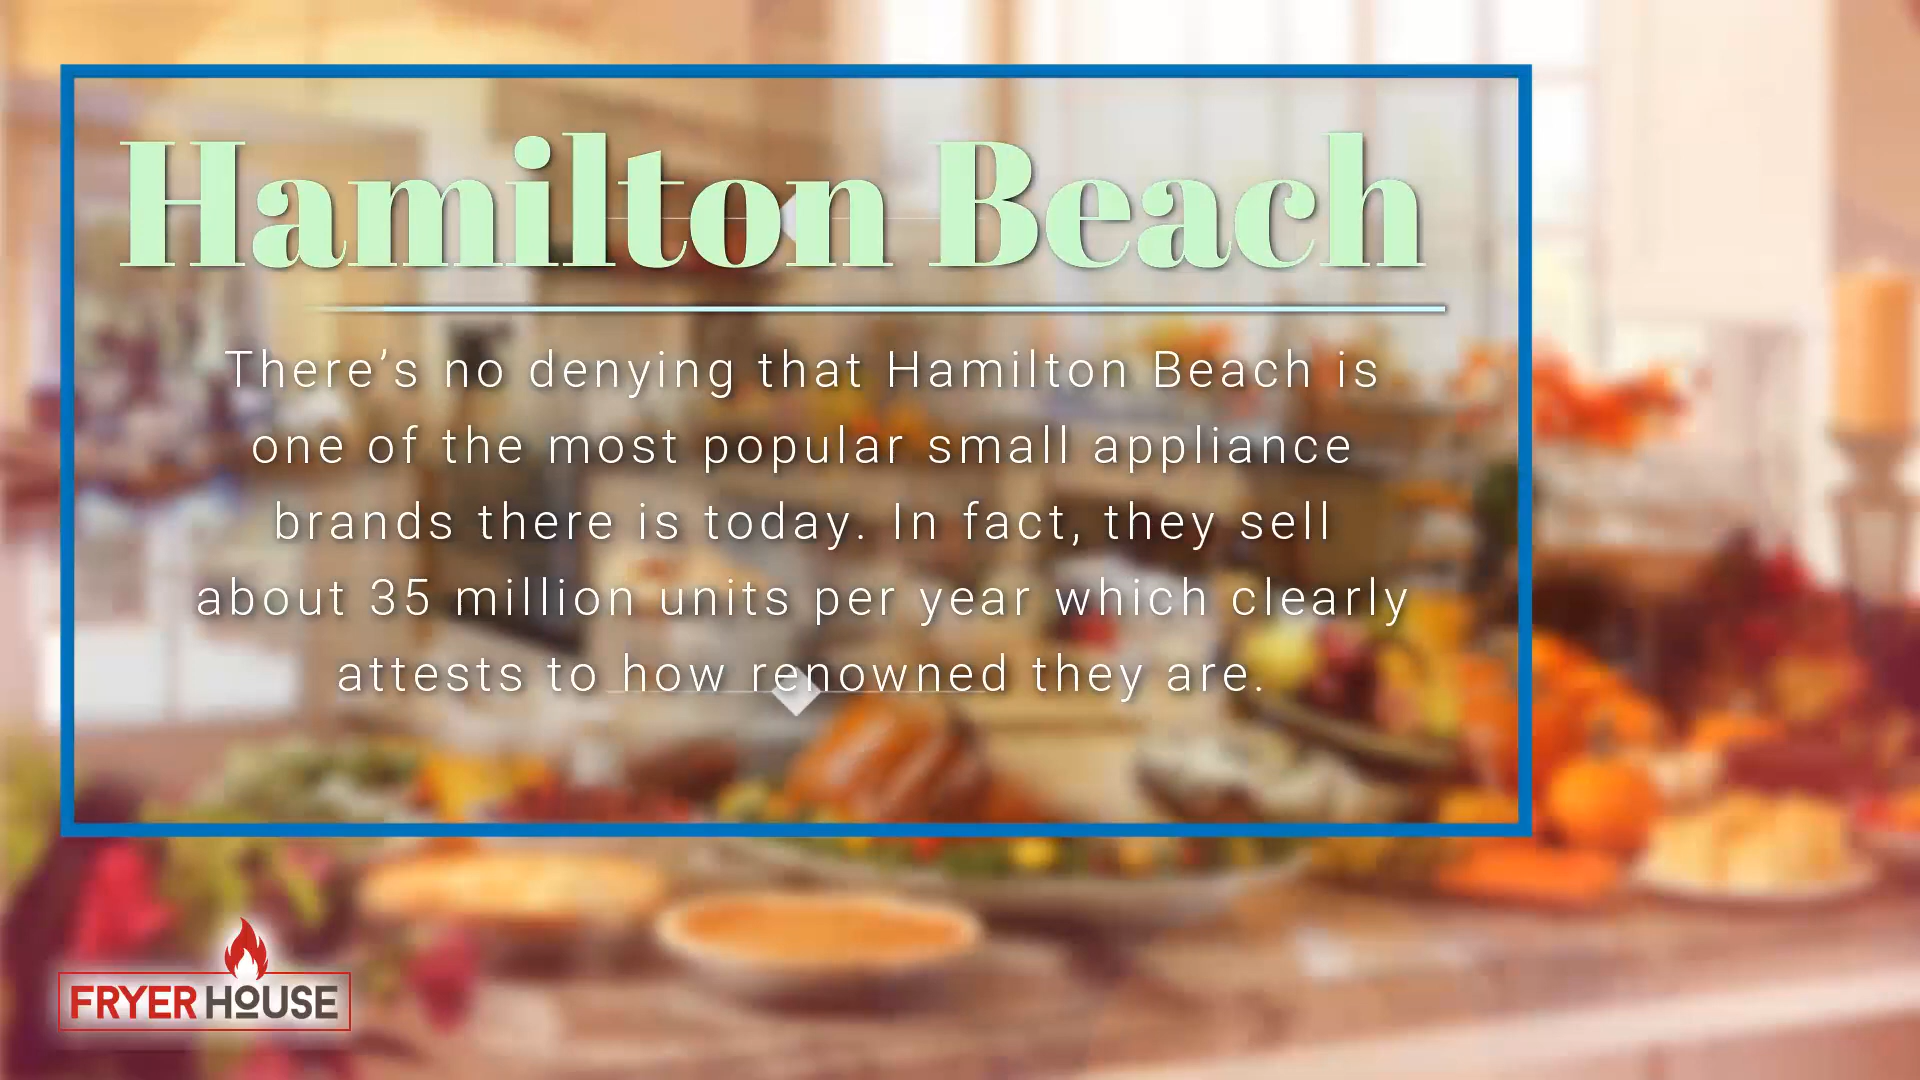 Hamilton Beach
There’s no denying that Hamilton Beach is
one of the most popular small appliance
brands there is today. In fact, they sell
about 35 million units per year which clearly
attests to how renowned they are.
FRYER HOUSE